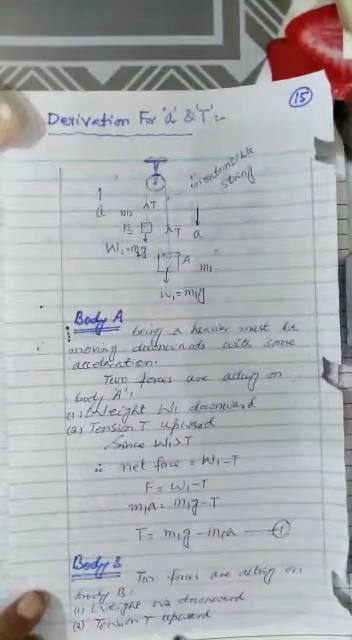 15
Derivation For 'a' & 'T':-
inextensible
string
a
T
m2
B
T
a
W2=m2g
A
m1
W1=m1g
Body A
being a heavier must be
moving downwards with some
acceleration.
Two forces are acting on
body 'A':
(1) Weight W1 downward
(2) Tension T upward
Since W1>T
∴ net force = W1-T
F = W1-T
m1a = m1g-T
T = m1g-m1a —①
Body B
Two forces are acting on
body B:
(1) Weight W2 downward
(2) Tension T upward